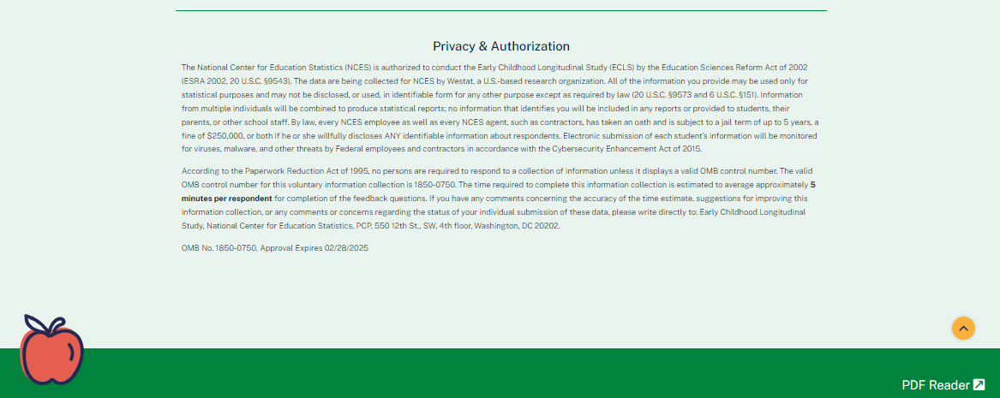 Privacy & Authorization
The National Center for Education Statistics (NCES) is authorized to conduct the Early Childhood Longitudinal Study (ECLS) by the Education Sciences Reform Act of 2002
(ESRA 2002, 20 U.S.C. §9543). The data are being collected for NCES by Westat, a U.S.-based research organization. All of the information you provide may be used only for
statistical purposes and may not be disclosed, or used, in identifiable form for any other purpose except as required by law (20 U.S.C. §9573 and 6 U.S.C. §151). Information
from multiple individuals will be combined to produce statistical reports; no information that identifies you will be included in any reports or provided to students, their
parents, or other school staff. By law, every NCES employee as well as every NCES agent, such as contractors, has taken an oath and is subject to a jail term of up to 5 years, a
fine of $250,000, or both if he or she willfully discloses ANY identifiable information about respondents. Electronic submission of each student's information will be monitored
for viruses, malware, and other threats by Federal employees and contractors in accordance with the Cybersecurity Enhancement Act of 2015.
According to the Paperwork Reduction Act of 1995, no persons are required to respond to a collection of information unless it displays a valid OMB control number. The valid
OMB control number for this voluntary information collection is 1850-0750. The time required to complete this information collection is estimated to average approximately 5
minutes per respondent for completion of the feedback questions. If you have any comments concerning the accuracy of the time estimate, suggestions for improving this
information collection, or any comments or concerns regarding the status of your individual submission of these data, please write directly to: Early Childhood Longitudinal
Study, National Center for Education Statistics, PCP, 550 12th St., SW, 4th floor, Washington, DC 20202.
OMB No. 1850-0750, Approval Expires 02/28/2025
PDF Reader